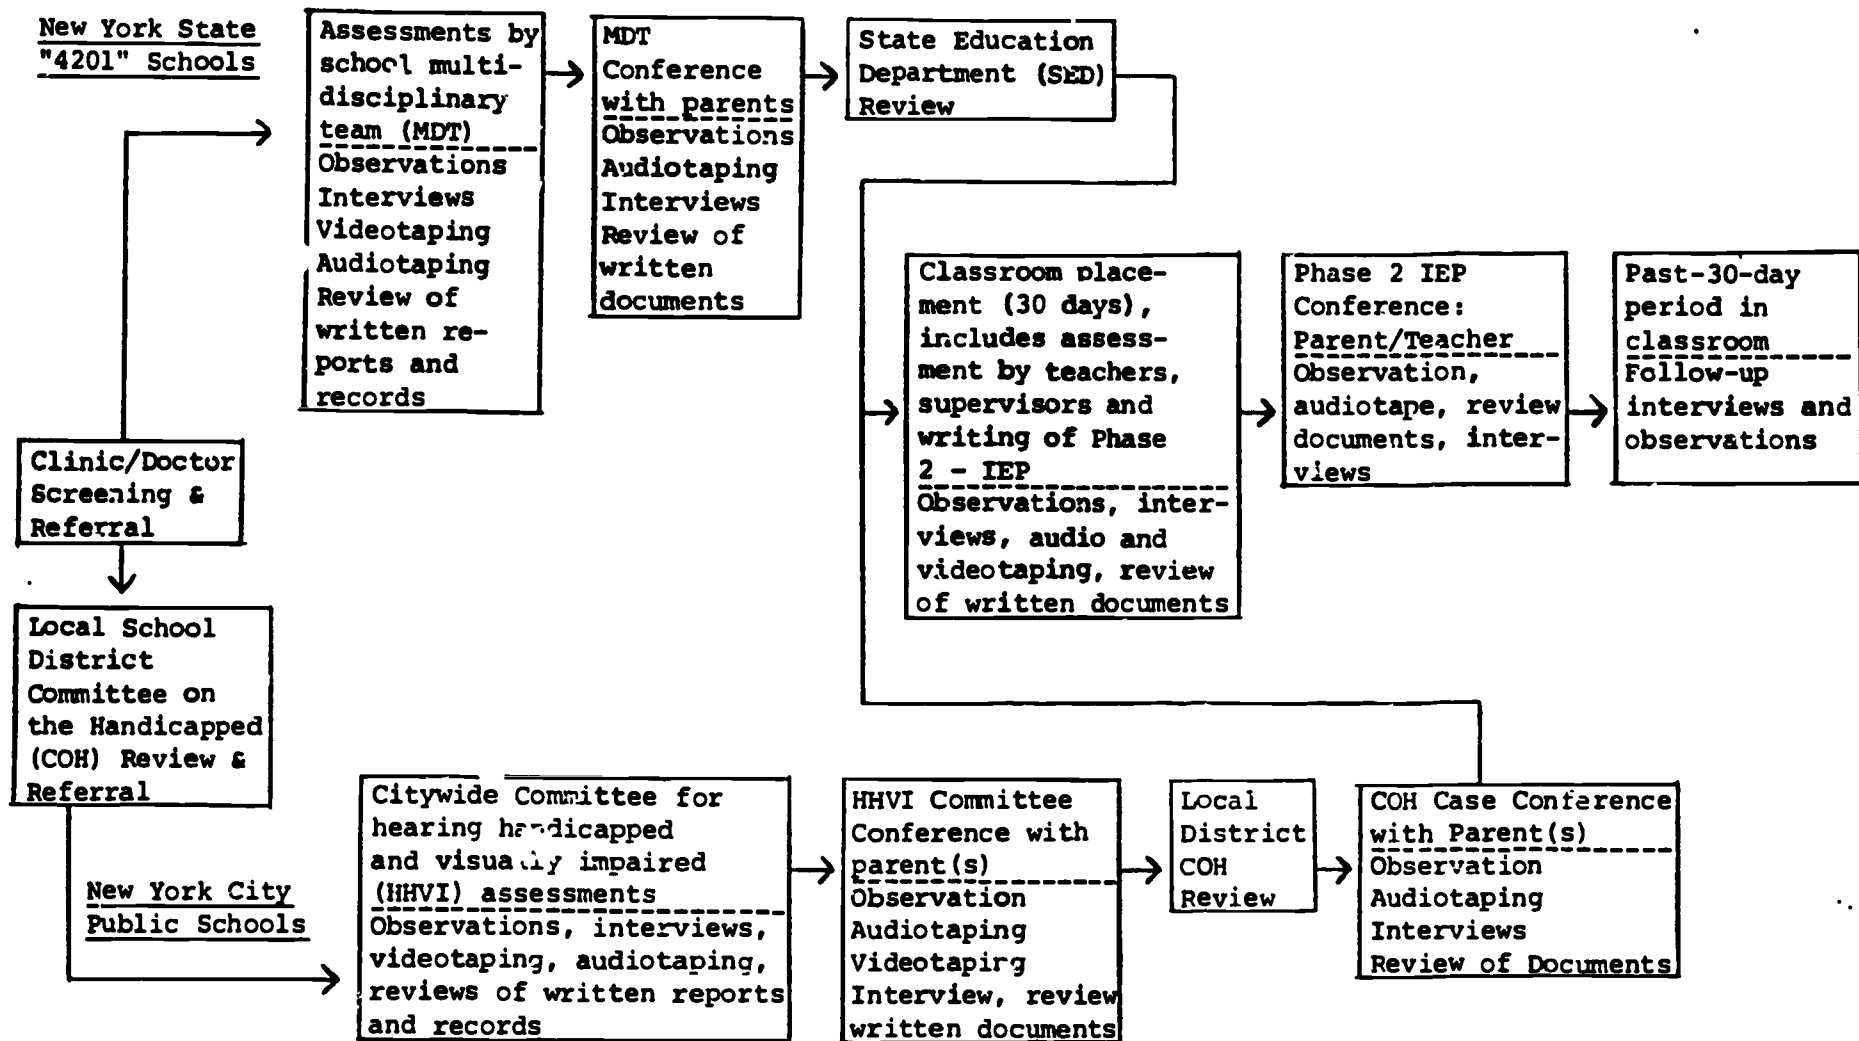 New York State
"4201" Schools
Assessments by
school multi-
disciplinary
team (MDT)
Observations
Interviews
Videotaping
Audiotaping
Review of
written re-
ports and
records
MDT
Conference
with parents
Observations
Audiotaping
Interviews
Review of
written
documents
State Education
Department (SED)
Review
Clinic/Doctor
Screening &
Referral
Classroom place-
ment (30 days),
includes assess-
ment by teachers,
supervisors and
writing of Phase
2 - IEP
Observations, inter-
views, audio and
videotaping, review
of written documents
Phase 2 IEP
Conference:
Parent/Teacher
Observation,
audiotape, review
documents, inter-
views
Past-30-day
period in
classroom
Follow-up
interviews and
observations
Local School
District
Committee on
the Handicapped
(COH) Review &
Referral
New York City
Public Schools
Citywide Committee for
hearing handicapped
and visually impaired
(HHVI) assessments
Observations, interviews,
videotaping, audiotaping,
reviews of written reports
and records
HHVI Committee
Conference with
parent(s)
Observation
Audiotaping
Videotaping
Interview, review
written documents
Local
District
COH
Review
COH Case Conference
with Parent(s)
Observation
Audiotaping
Interviews
Review of Documents